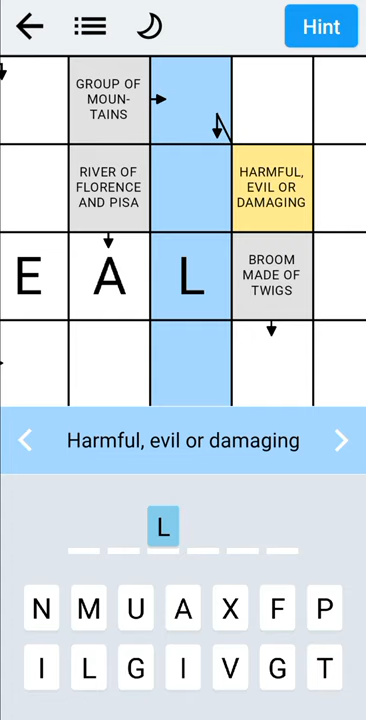 Hint
GROUP OF
MOUN-
TAINS
RIVER OF
FLORENCE
AND PISA
HARMFUL,
EVIL OR
DAMAGING
E A L
BROOM
MADE OF
TWIGS
Harmful, evil or damaging
L
N M U A X F P
I L G I V G T